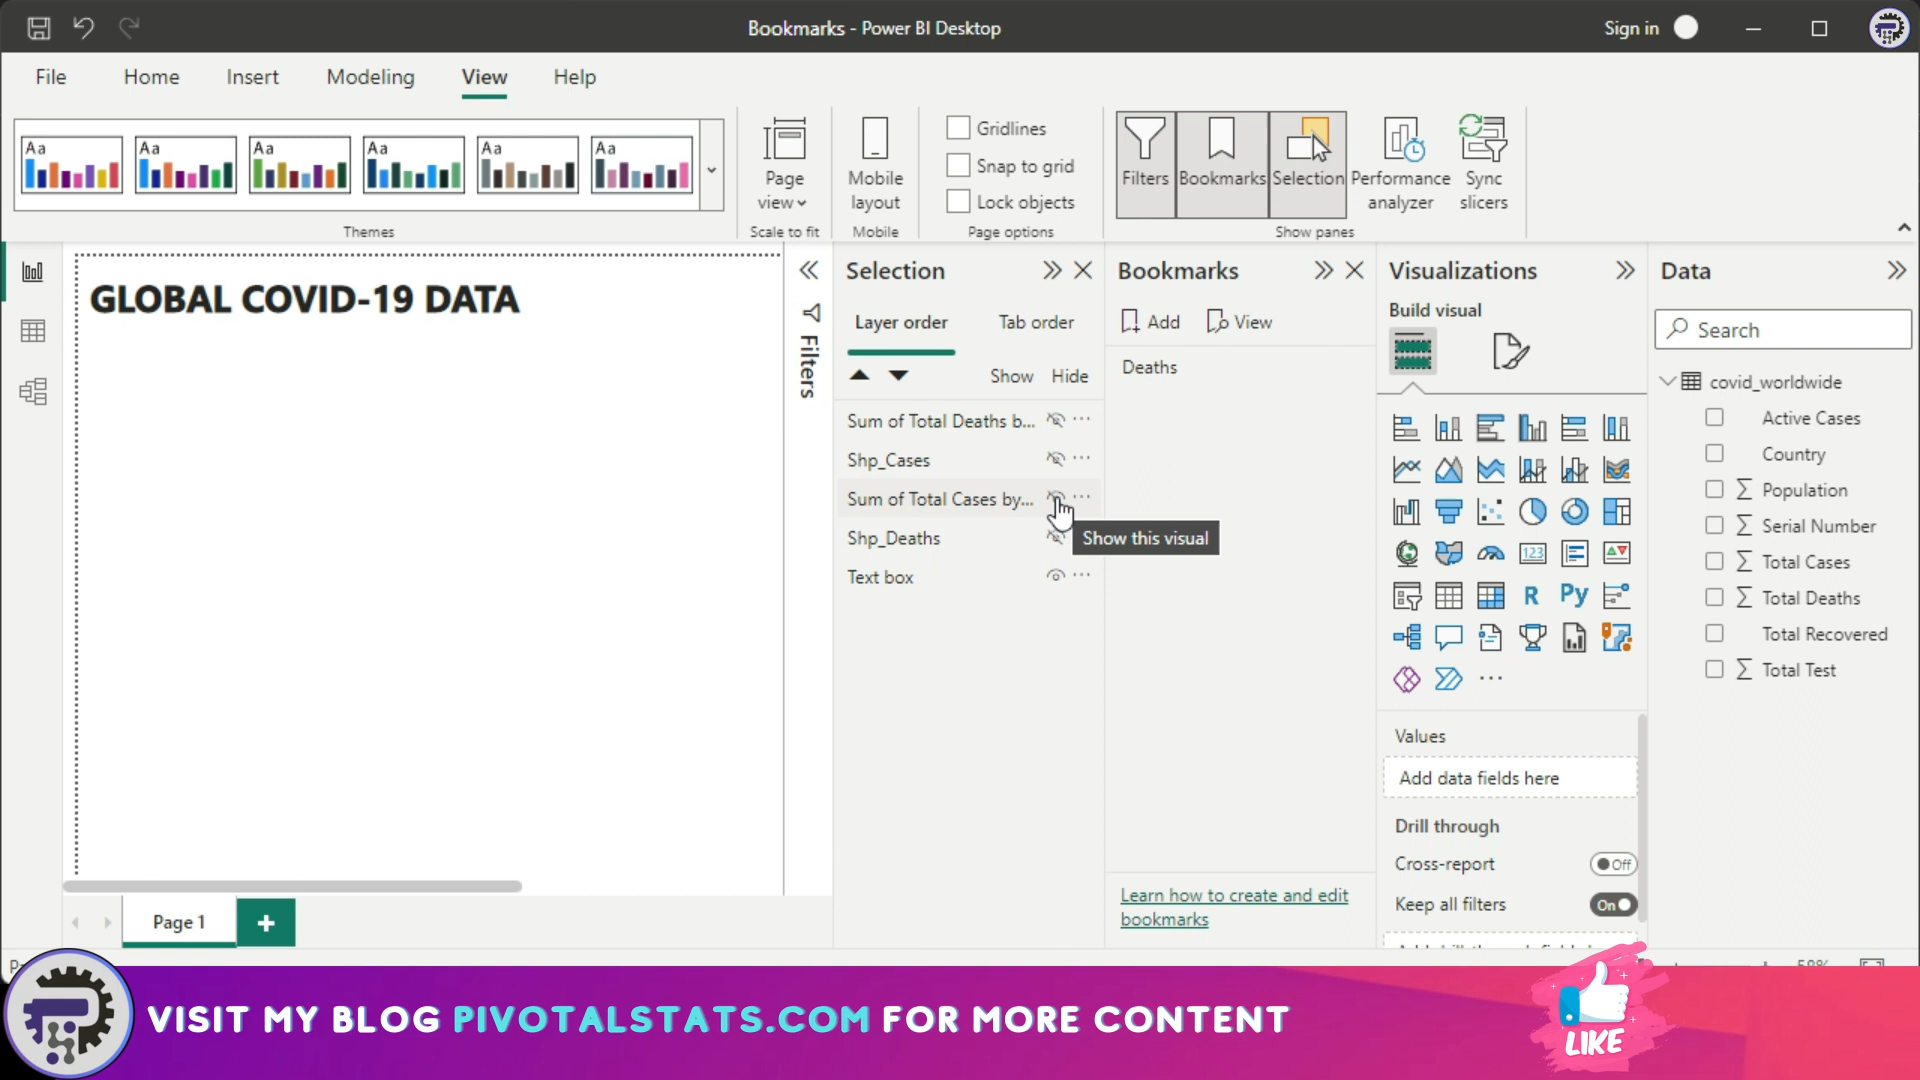 Bookmarks - Power BI Desktop
Sign in
File
Home
Insert
Modeling
View
Help
Aa
Aa
Aa
Aa
Aa
Aa
Themes
Page
view
Scale to fit
Mobile
layout
Mobile
Gridlines
Snap to grid
Lock objects
Page options
Filters
Bookmarks
Selection
Performance
analyzer
Sync
slicers
Show panes
GLOBAL COVID-19 DATA
Filters
Selection
Layer order
Tab order
Show
Hide
Sum of Total Deaths b...
Shp_Cases
Sum of Total Cases by...
Shp_Deaths
Text box
Show this visual
Bookmarks
Add
View
Deaths
Learn how to create and edit
bookmarks
Visualizations
Build visual
123
R
Py
Values
Add data fields here
Drill through
Cross-report
Off
Keep all filters
On
Data
Search
covid_worldwide
Active Cases
Country
Population
Serial Number
Total Cases
Total Deaths
Total Recovered
Total Test
Page 1
VISIT MY BLOG PIVOTALSTATS.COM FOR MORE CONTENT
LIKE